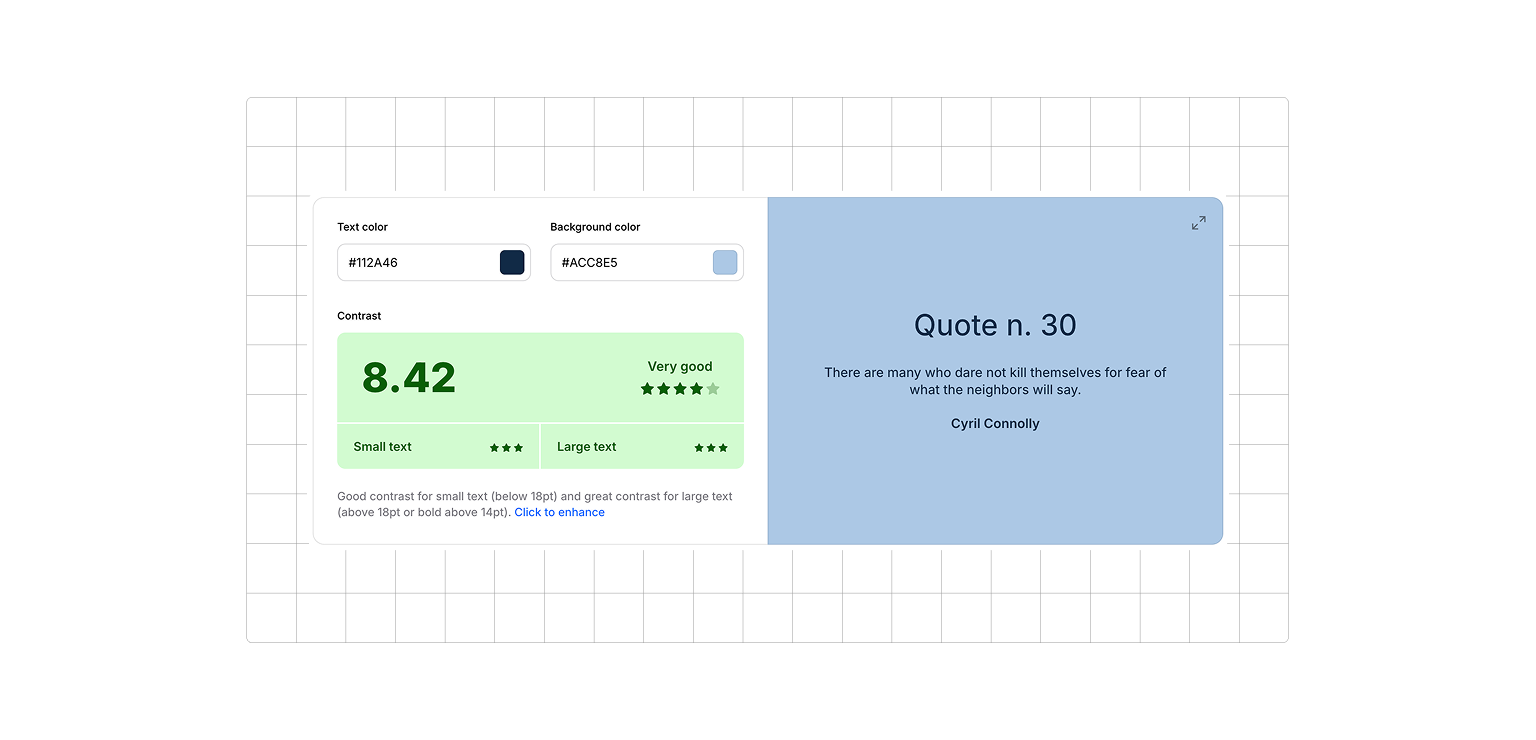 Text color
#112A46
Background color
#ACC8E5
Contrast
8.42
Very good
Small text
Large text
Good contrast for small text (below 18pt) and great contrast for large text
(above 18pt or bold above 14pt). Click to enhance
Quote n. 30
There are many who dare not kill themselves for fear of
what the neighbors will say.
Cyril Connolly